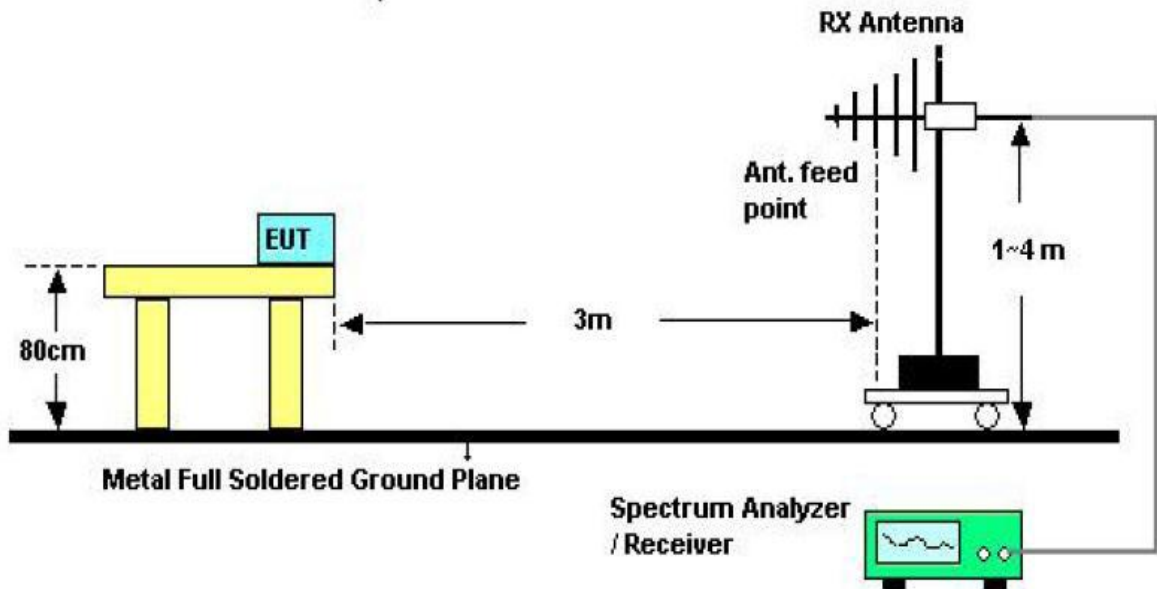 RX Antenna
Ant. feed
point
EUT
1~4 m
3m
80cm
Metal Full Soldered Ground Plane
Spectrum Analyzer
/ Receiver